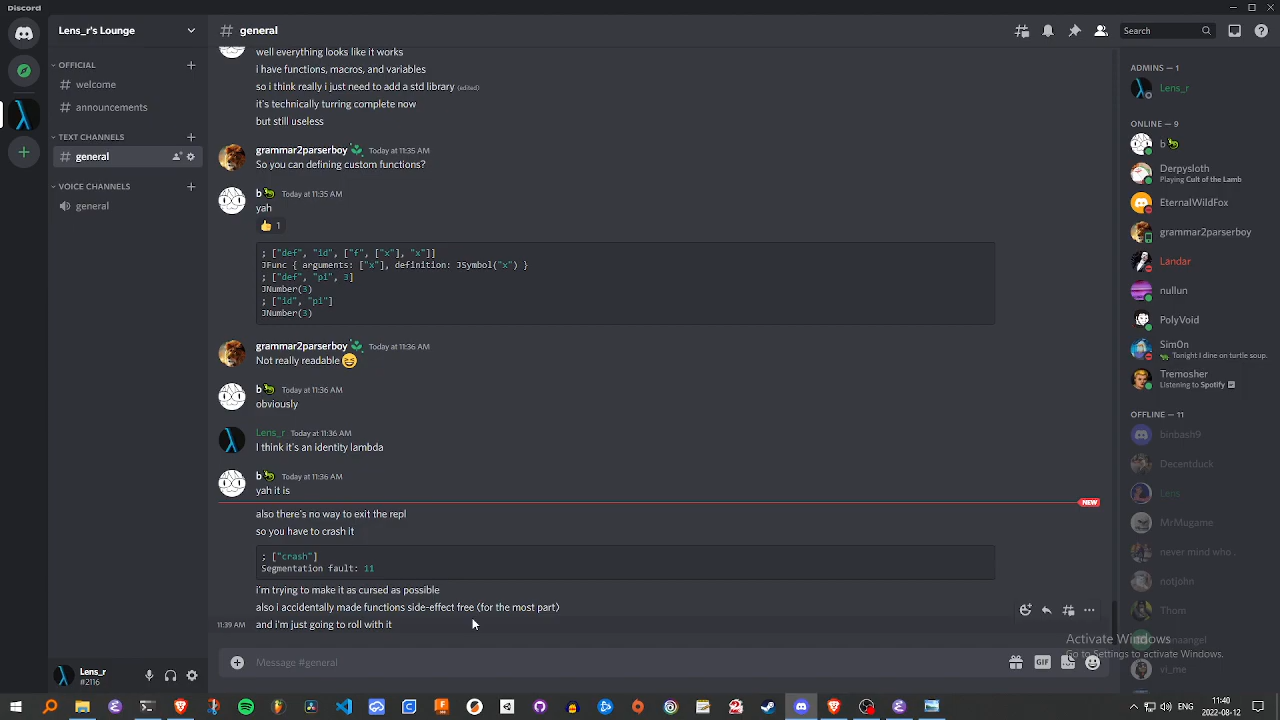 Discord
Lens_r's Lounge
general
Search
OFFICIAL
welcome
announcements
TEXT CHANNELS
general
VOICE CHANNELS
general
well everything looks like it works
i have functions, macros, and variables
so i think really i just need to add a std library (edited)
it's technically turring complete now
but still useless
grammar2parserboy Today at 11:35 AM
So you can defining custom functions?
b Today at 11:35 AM
yah
1
; ["def", "id", ["f", ["x"], "x"]]
JFunc { arguments: ["x"], definition: JSymbol("x") }
; ["def", "pi", 3]
JNumber(3)
; ["id", "pi"]
JNumber(3)
grammar2parserboy Today at 11:36 AM
Not really readable
b Today at 11:36 AM
obviously
Lens_r Today at 11:36 AM
I think it's an identity lambda
b Today at 11:36 AM
yah it is
NEW
also there's no way to exit the repl
so you have to crash it
; ["crash"]
Segmentation fault: 11
i'm trying to make it as cursed as possible
also i accidentally made functions side-effect free (for the most part)
11:39 AM and i'm just going to roll with it
Message #general
GIF
ADMINS — 1
Lens_r
ONLINE — 9
b
Derpysloth
Playing Cult of the Lamb
EternalWildFox
grammar2parserboy
Landar
nullun
PolyVoid
Sim0n
Tonight I dine on turtle soup.
Tremosher
Listening to Spotify
OFFLINE — 11
binbash9
Decentduck
Lens
MrMugame
never mind who .
notjohn
Thom
vi_me
Activate Windows
Go to Settings to activate Windows.
Lens_r
#2116
11:40
2022-08-12